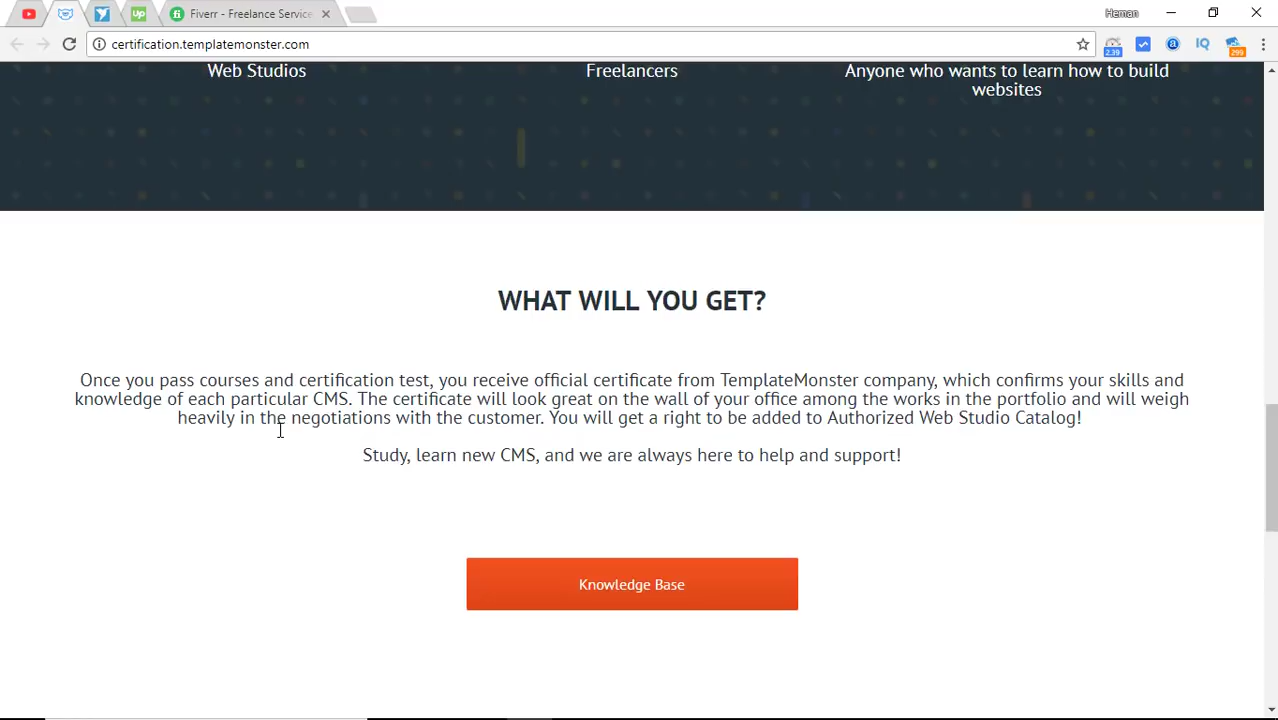 Fiverr - Freelance Service
Heman
certification.templatemonster.com
2.39
299
Web Studios
Freelancers
Anyone who wants to learn how to build
websites
WHAT WILL YOU GET?
Once you pass courses and certification test, you receive official certificate from TemplateMonster company, which confirms your skills and
knowledge of each particular CMS. The certificate will look great on the wall of your office among the works in the portfolio and will weigh
heavily in the negotiations with the customer. You will get a right to be added to Authorized Web Studio Catalog!
Study, learn new CMS, and we are always here to help and support!
Knowledge Base